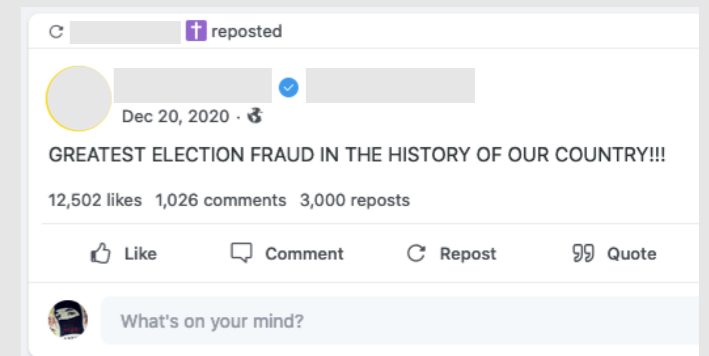 ✝️ reposted
Dec 20, 2020 ·
GREATEST ELECTION FRAUD IN THE HISTORY OF OUR COUNTRY!!!
12,502 likes 1,026 comments 3,000 reposts
Like Comment Repost Quote
What's on your mind?